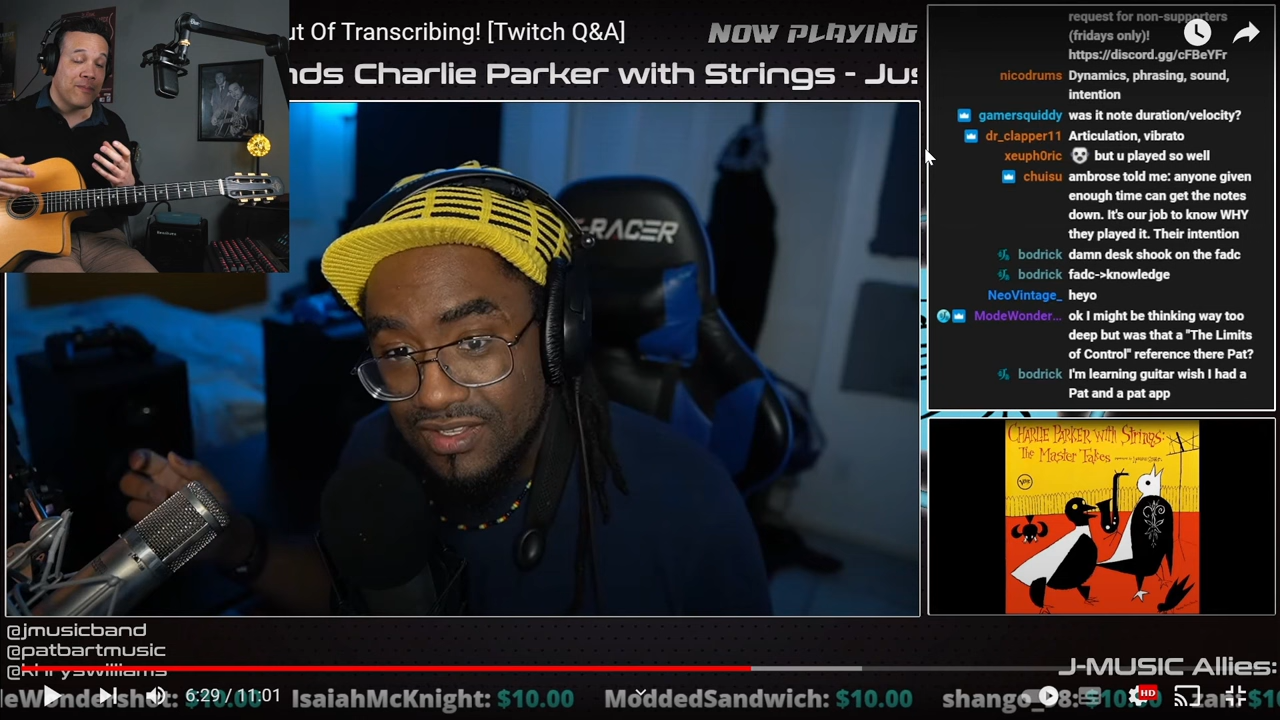 ut Of Transcribing! [Twitch Q&A]
NOW PLAYING
nds Charlie Parker with Strings - Jus
request for non-supporters
(fridays only)!
https://discord.gg/cFBeYFr
nicodrums Dynamics, phrasing, sound,
intention
gamersquiddy was it note duration/velocity?
dr_clapper11 Articulation, vibrato
xeuph0ric but u played so well
chuisu ambrose told me: anyone given
enough time can get the notes
down. It's our job to know WHY
they played it. Their intention
bodrick damn desk shook on the fadc
bodrick fadc->knowledge
NeoVintage_ heyo
ModeWonder... ok I might be thinking way too
deep but was that a "The Limits
of Control" reference there Pat?
bodrick I'm learning guitar wish I had a
Pat and a pat app
-RACER
CHARLIE PARKER WITH STRINGS:
The Master Takes
@jmusicband
@patbartmusic
@khryswilliams
J-MUSIC Allies:
6:29 / 11:01
HD
IsaiahMcKnight: $10.00 ModdedSandwich: $10.00